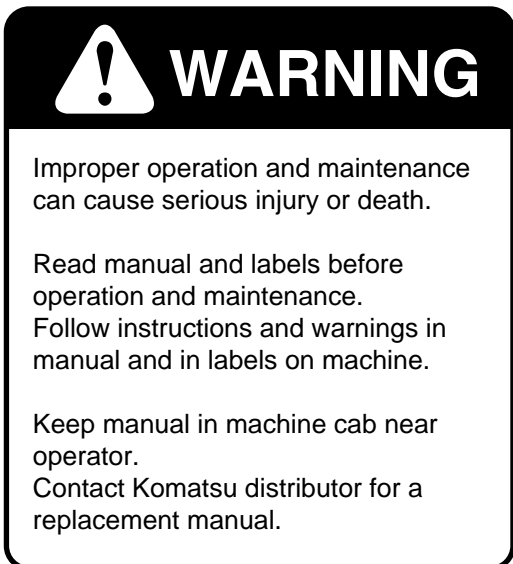 WARNING
Improper operation and maintenance
can cause serious injury or death.
Read manual and labels before
operation and maintenance.
Follow instructions and warnings in
manual and in labels on machine.
Keep manual in machine cab near
operator.
Contact Komatsu distributor for a
replacement manual.